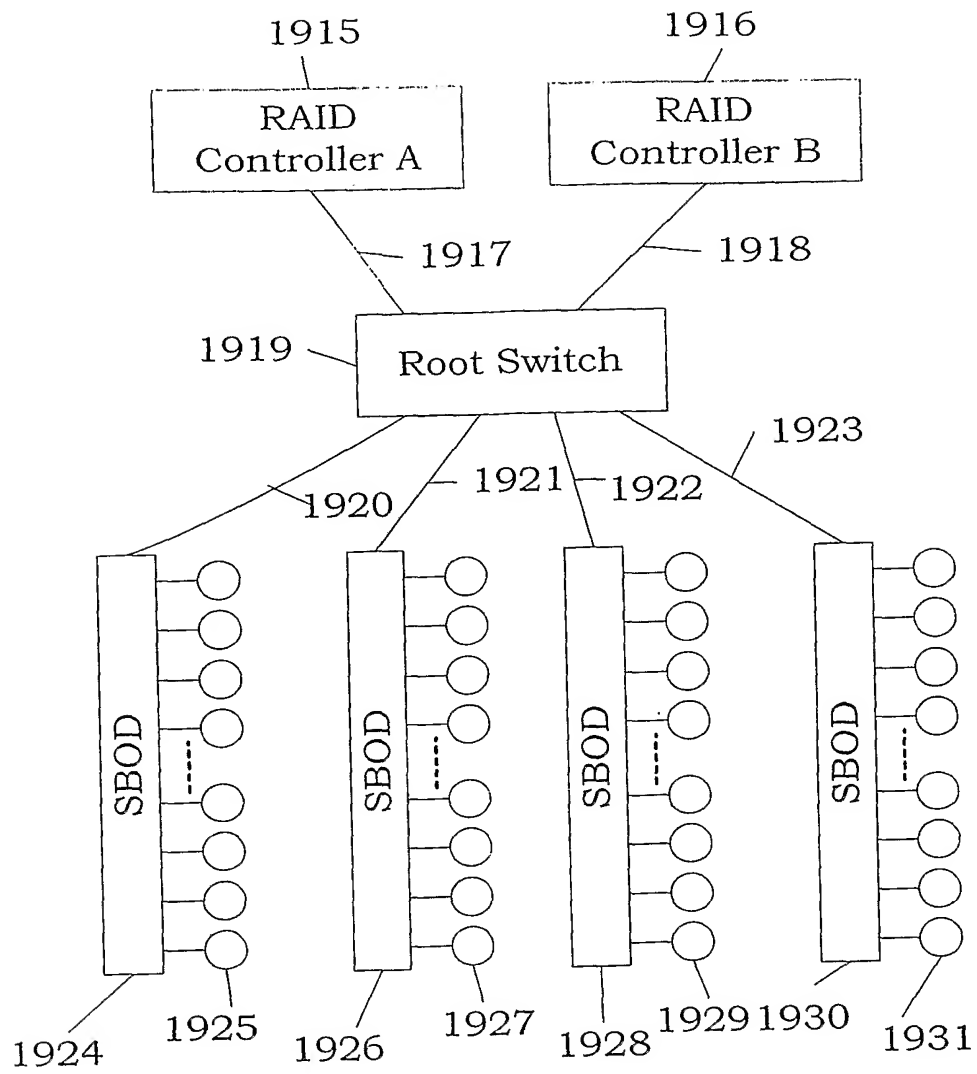 1915
1916
RAID
Controller A
RAID
Controller B
1917
1918
1919
Root Switch
1920
1921
1922
1923
SBOD
SBOD
SBOD
SBOD
1924
1925
1926
1927
1928
1929
1930
1931